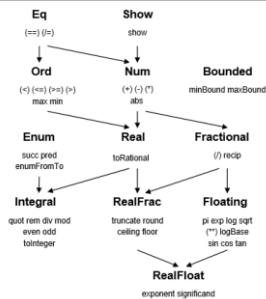 Eq Show
(==) (/=) show
Ord Num Bounded
(<) (<=) (>=) (>) (+) (-) (*) minBound maxBound
max min abs
Enum Real Fractional
succ pred toRational (/) recip
enumFromTo
Integral RealFrac Floating
quot rem div mod truncate round pi exp log sqrt
even odd ceiling floor (**) logBase
toInteger sin cos tan
RealFloat
exponent significand